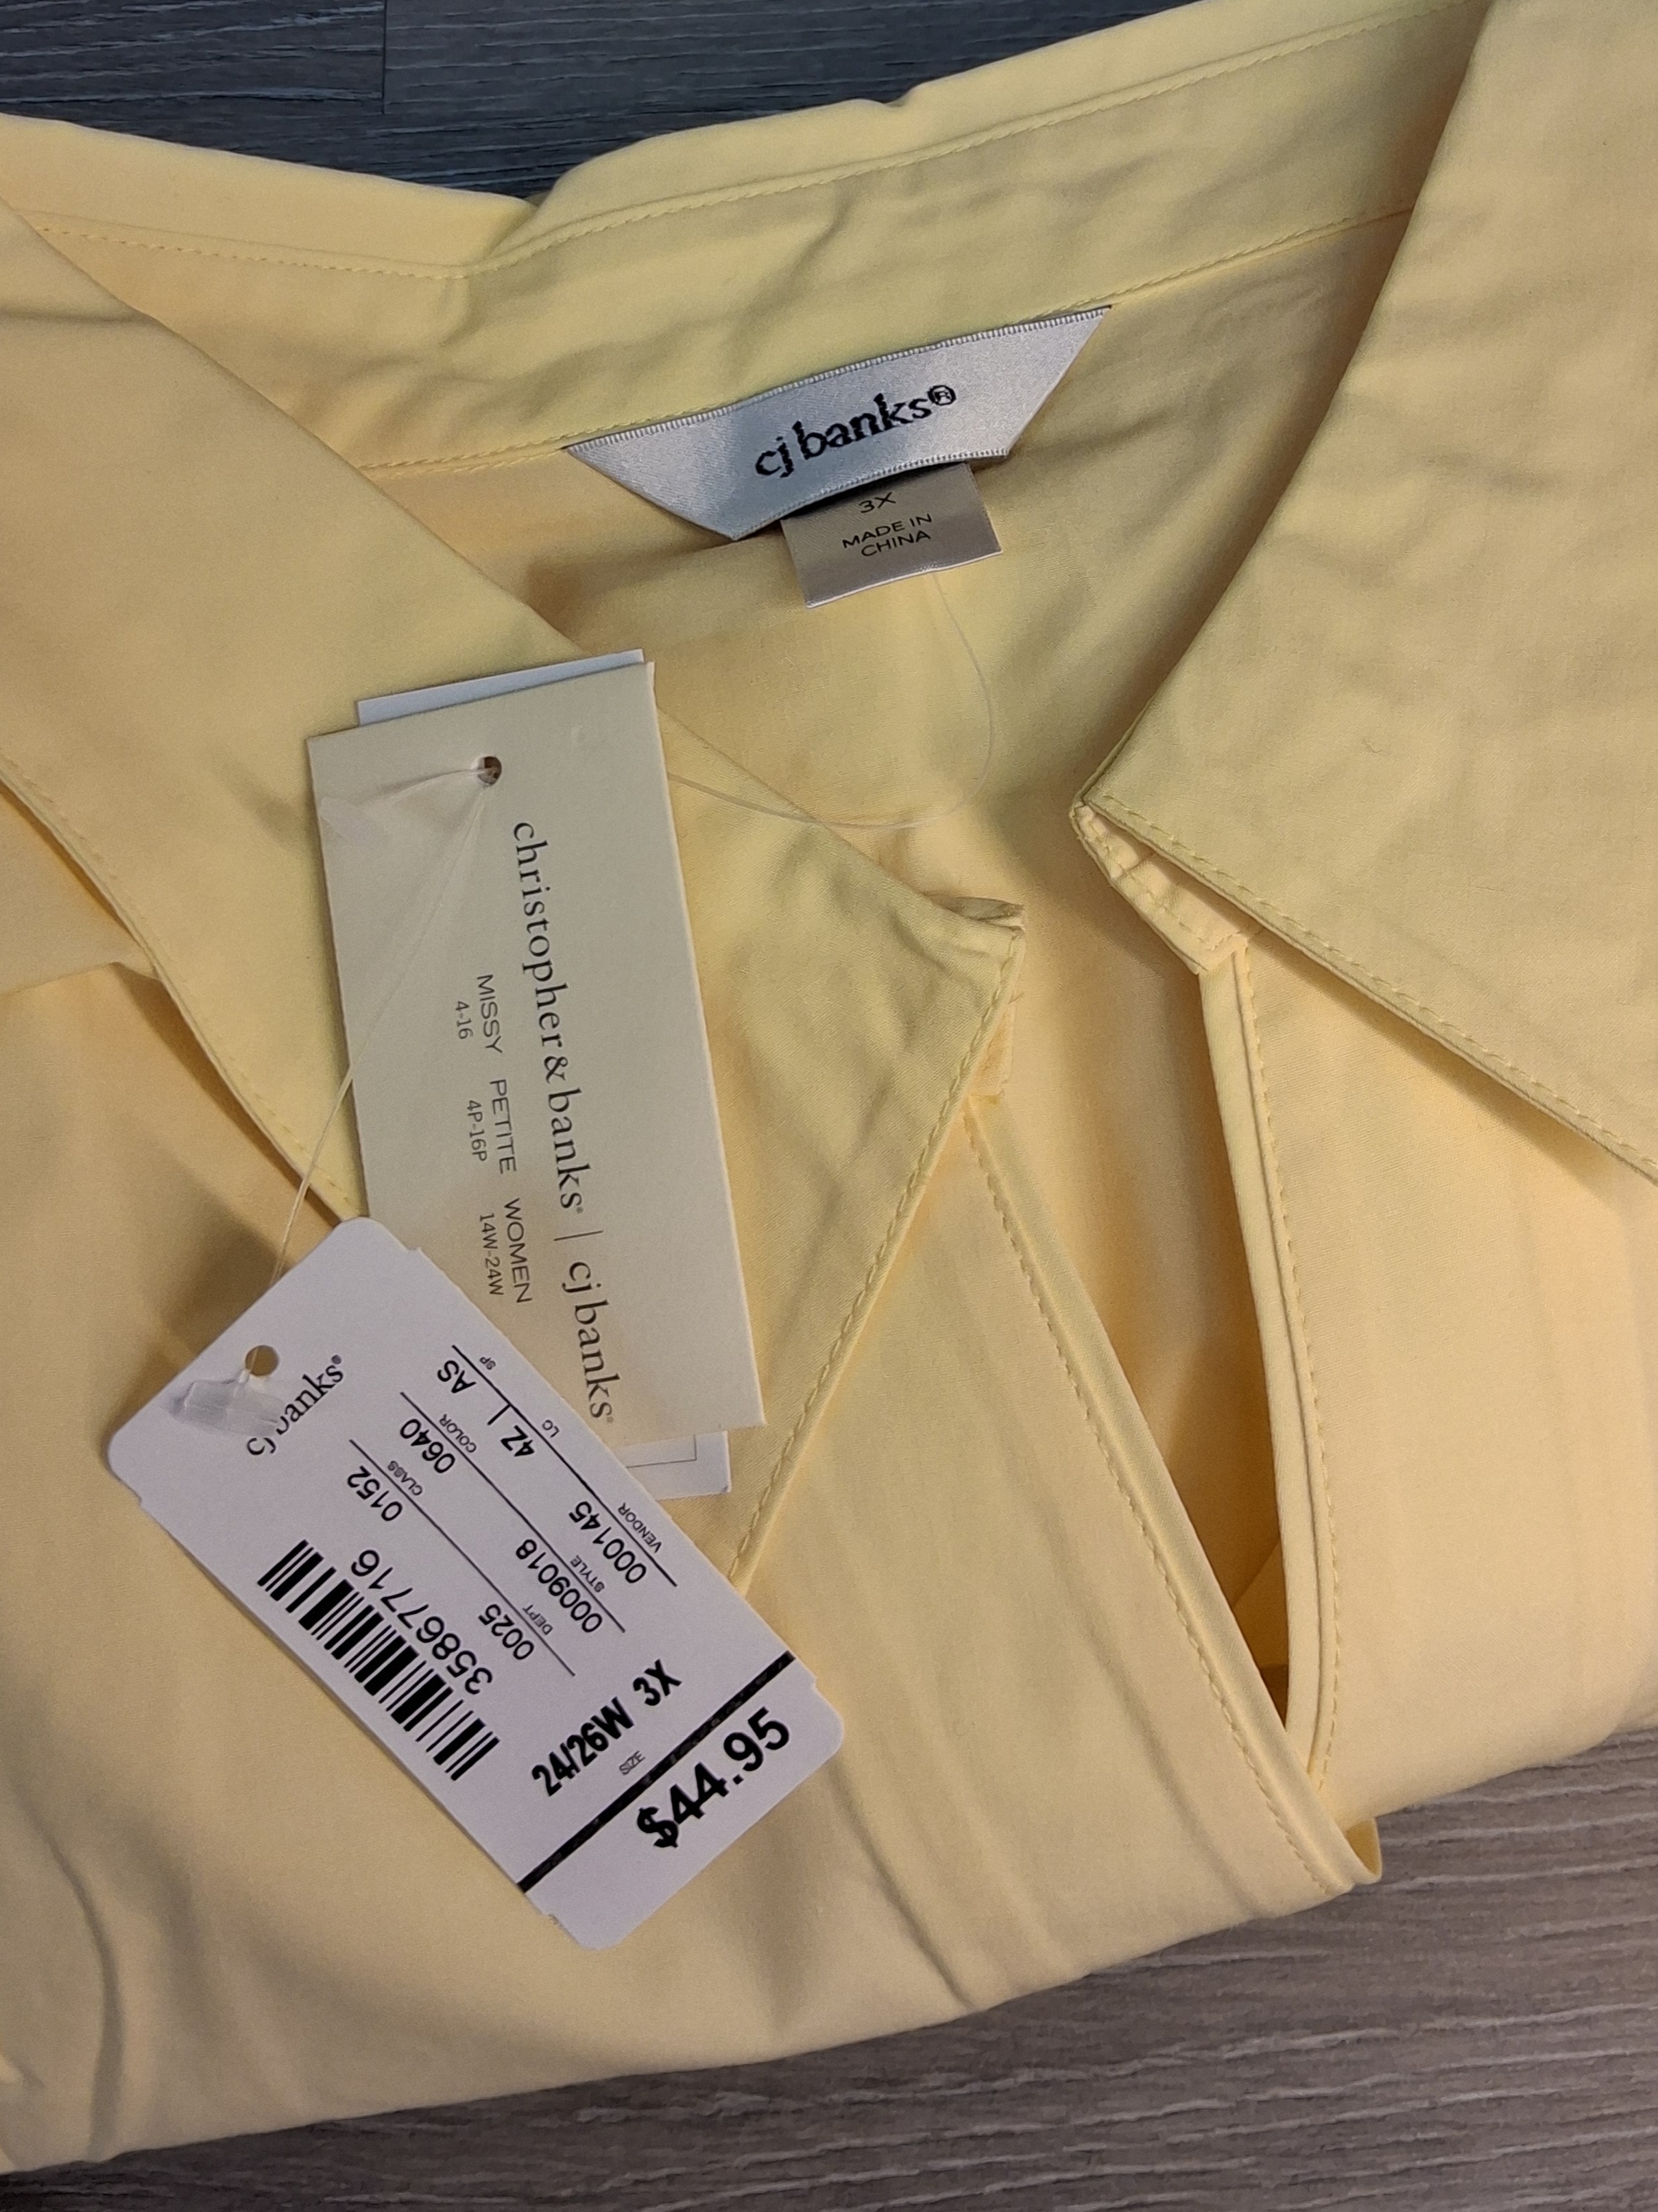 cj banks®
3X
MADE IN
CHINA
christopher&banks® | cj banks®
MISSY PETITE WOMEN
4-16 4P-16P 14W-24W
cj banks®
35867716
0025 0152
DEPT CLASS
0009018 0640
STYLE COLOR
000145 4Z | AS
VENDOR LC SP
24/26W 3X
SIZE
$44.95